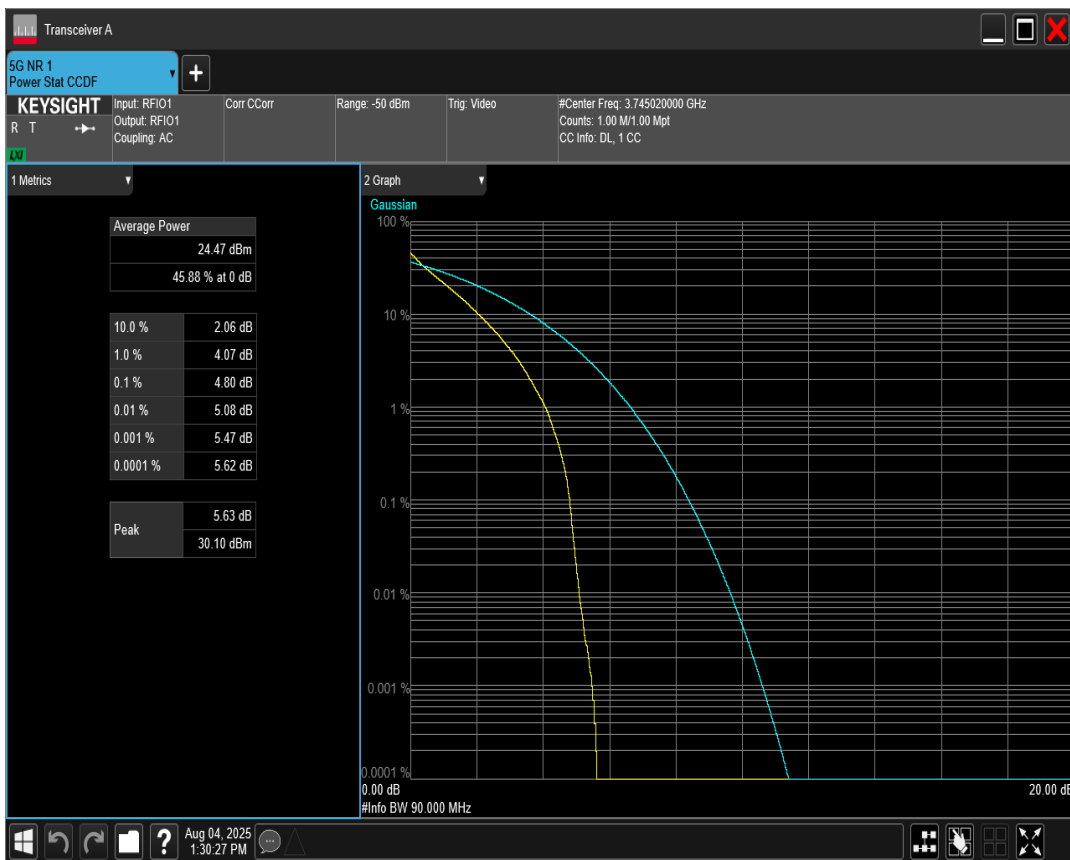 Transceiver A
5G NR 1
Power Stat CCDF
KEYSIGHT
R T
LXI
Input: RFIO1
Output: RFIO1
Coupling: AC
Corr CCorr
Range: -50 dBm
Trig: Video
#Center Freq: 3.745020000 GHz
Counts: 1.00 M/1.00 Mpt
CC Info: DL, 1 CC
1 Metrics
Average Power
24.47 dBm
45.88 % at 0 dB
10.0 % 2.06 dB
1.0 % 4.07 dB
0.1 % 4.80 dB
0.01 % 5.08 dB
0.001 % 5.47 dB
0.0001 % 5.62 dB
Peak 5.63 dB
30.10 dBm
2 Graph
Gaussian
100 %
10 %
1 %
0.1 %
0.01 %
0.001 %
0.0001 %
0.00 dB 20.00 dB
#Info BW 90.000 MHz
? Aug 04, 2025
1:30:27 PM